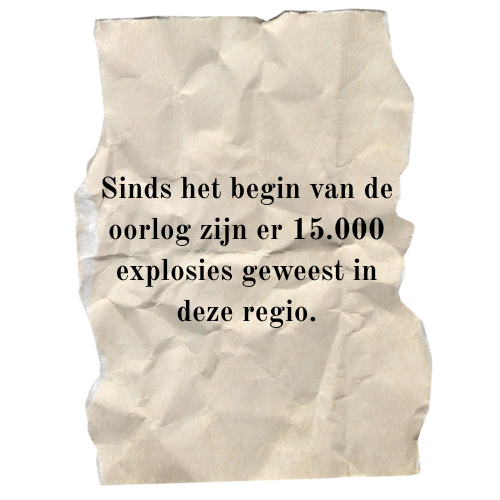 Sinds het begin van de
oorlog zijn er 15.000
explosies geweest in
deze regio.